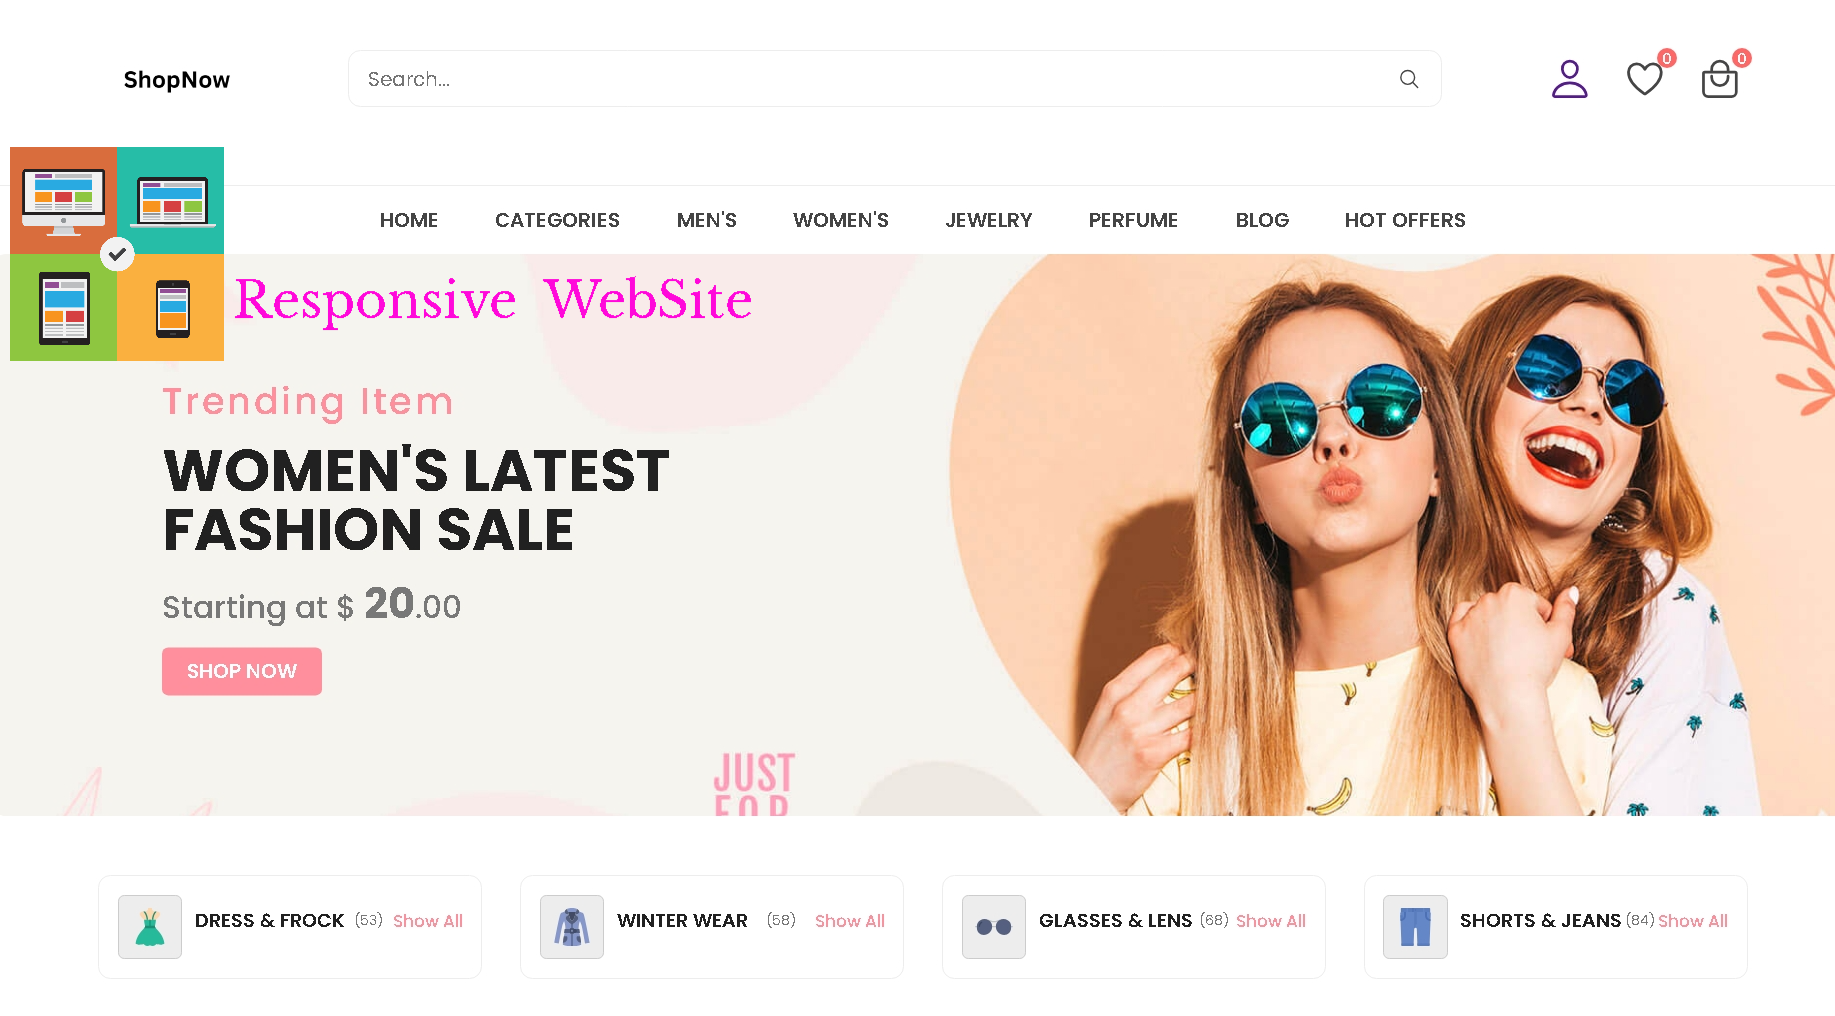 ShopNow
Search...
0
0
HOME CATEGORIES MEN'S WOMEN'S JEWELRY PERFUME BLOG HOT OFFERS
Responsive WebSite
Trending Item
WOMEN'S LATEST
FASHION SALE
Starting at $ 20.00
SHOP NOW
JUST
FOR
DRESS & FROCK (53) Show All
WINTER WEAR (58) Show All
GLASSES & LENS (68) Show All
SHORTS & JEANS (84) Show All